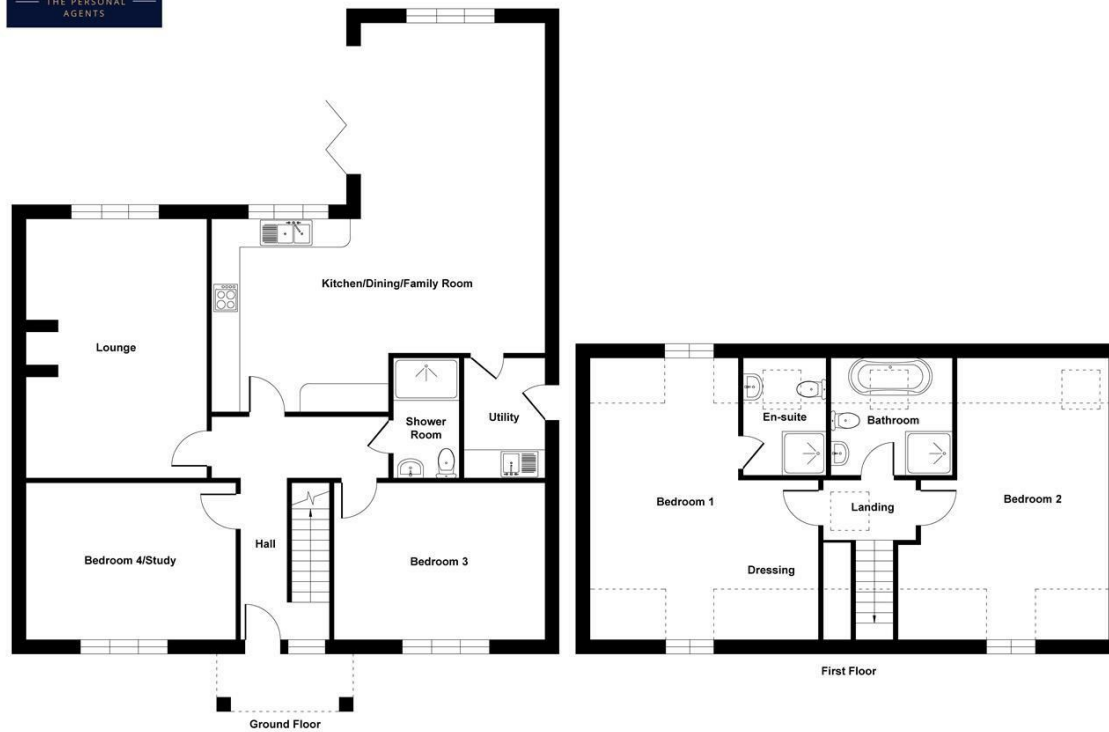 THE PERSONAL
AGENTS
Kitchen/Dining/Family Room
Lounge
Shower
Room
Utility
Bedroom 4/Study
Hall
Bedroom 3
Ground Floor
En-suite
Bathroom
Bedroom 1
Landing
Bedroom 2
Dressing
First Floor